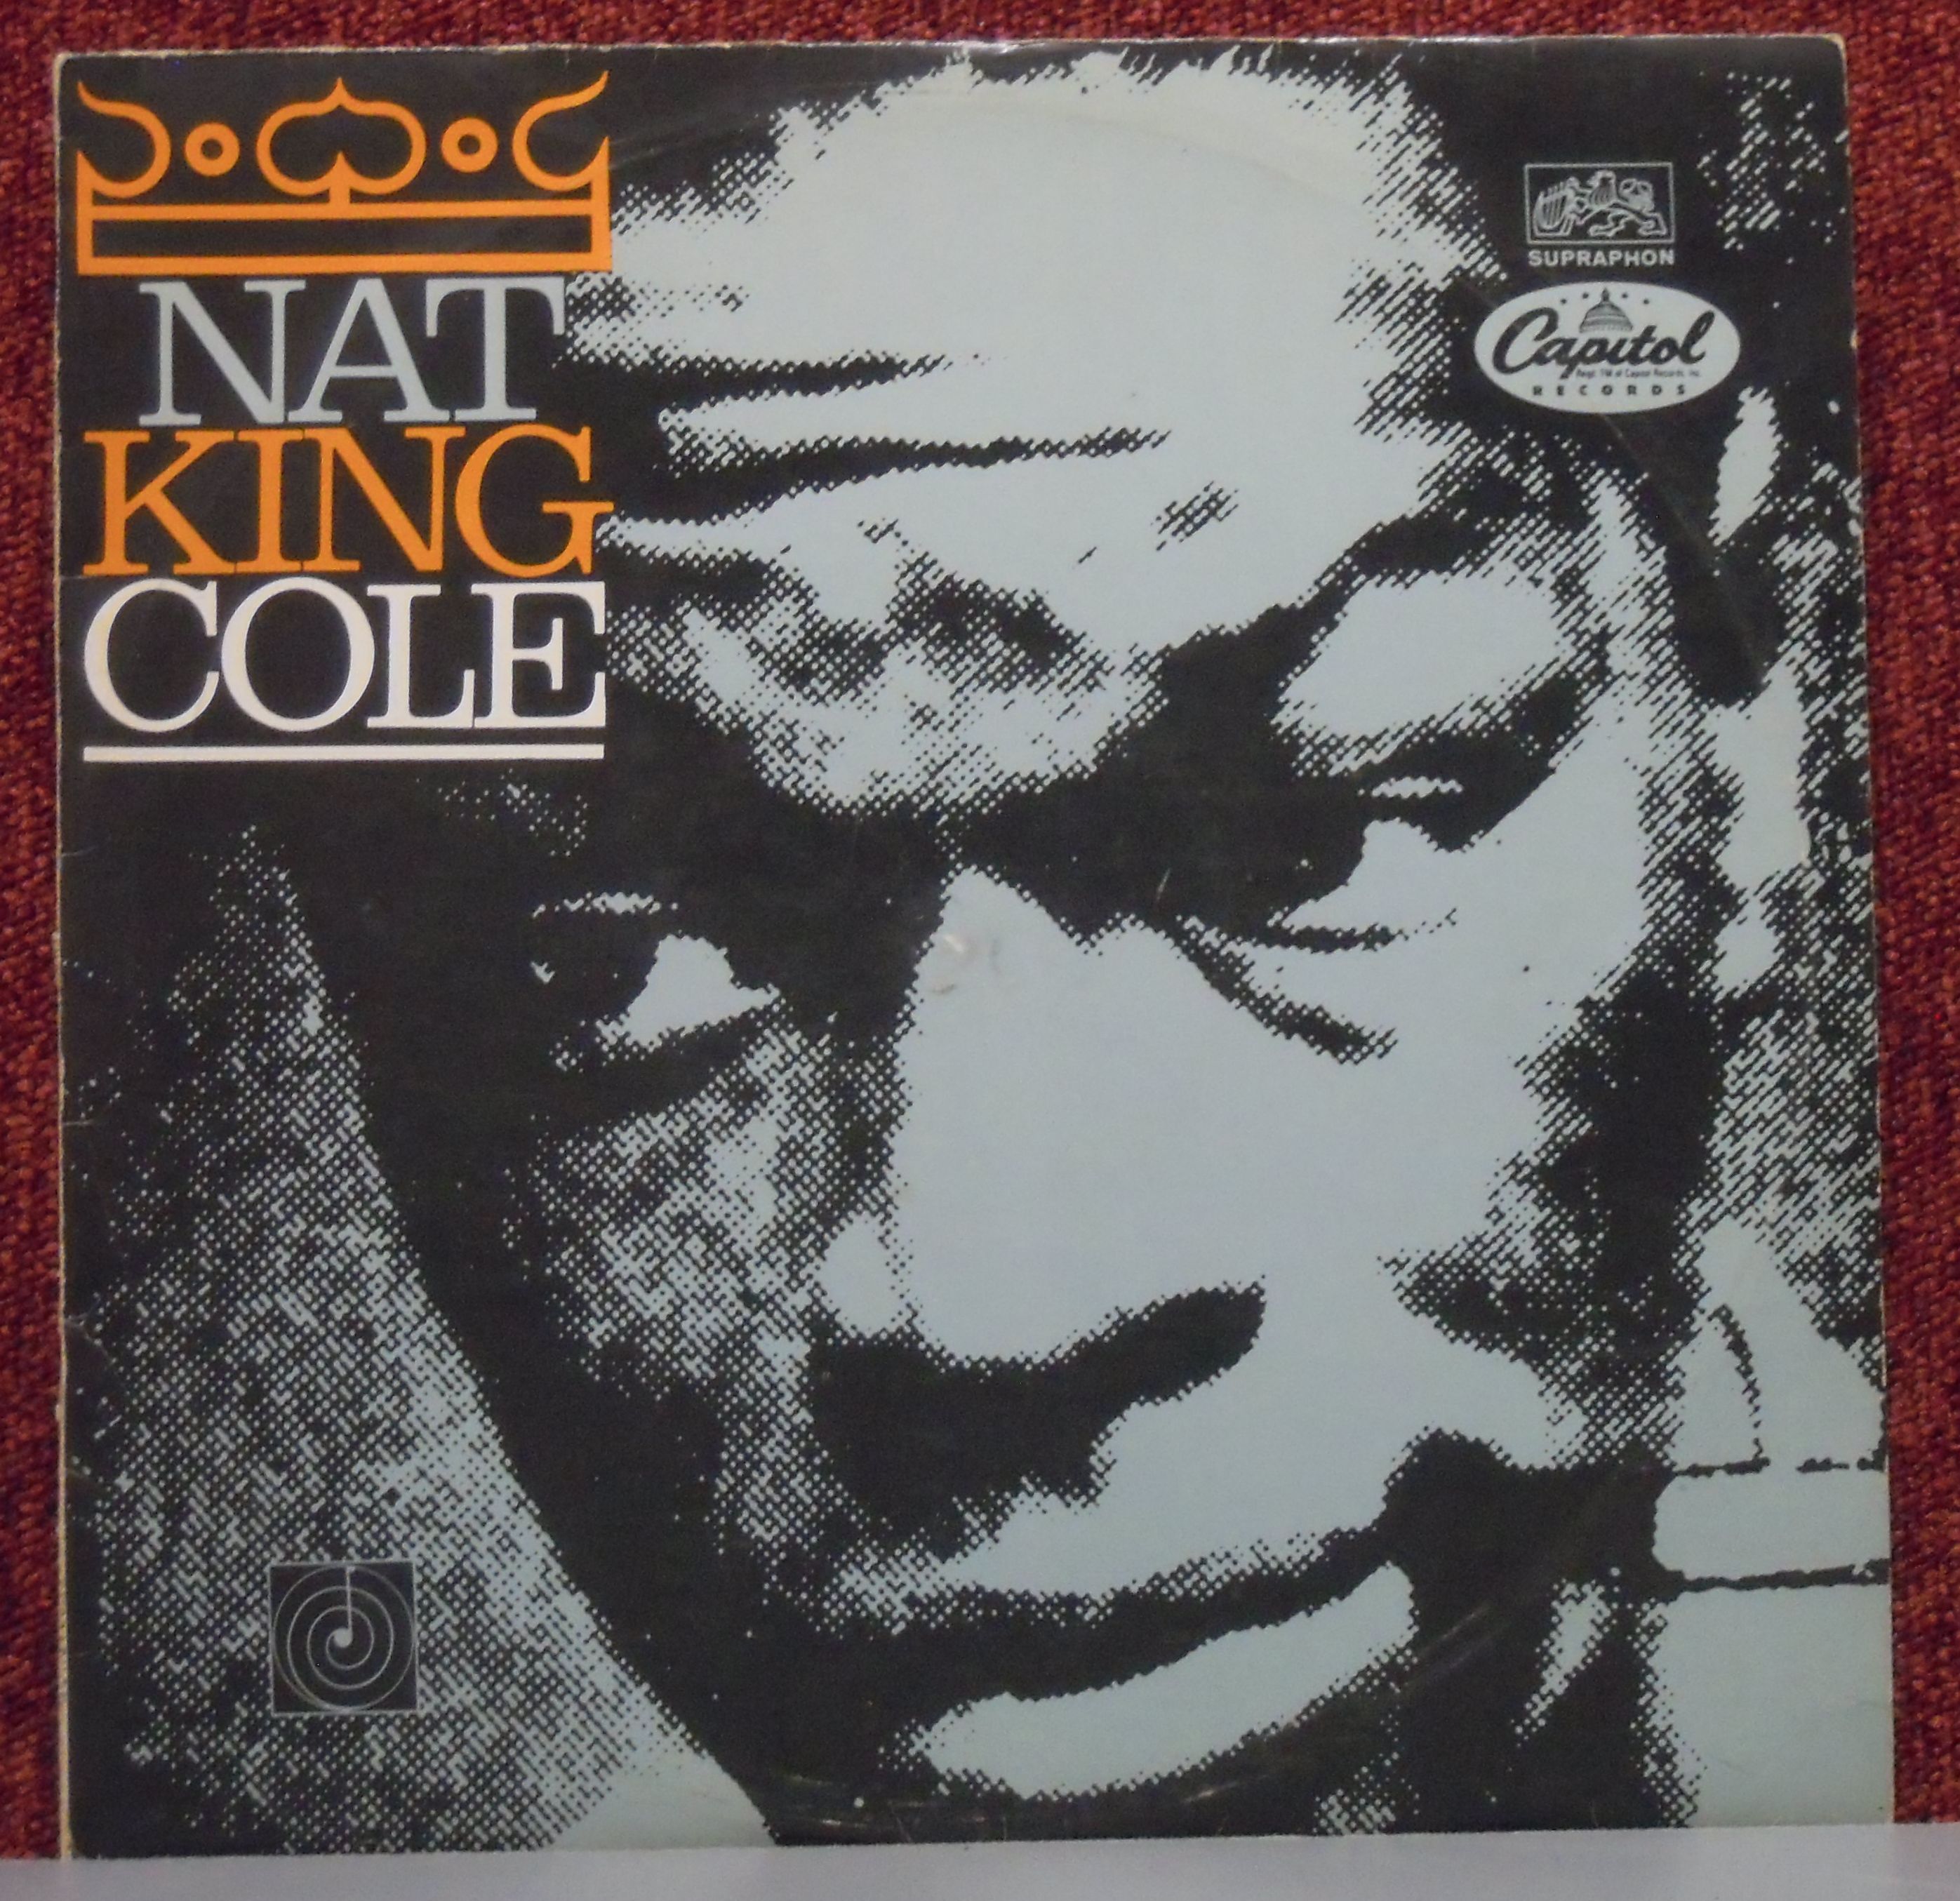 NAT
KING
COLE
SUPRAPHON
Capitol
RECORDS